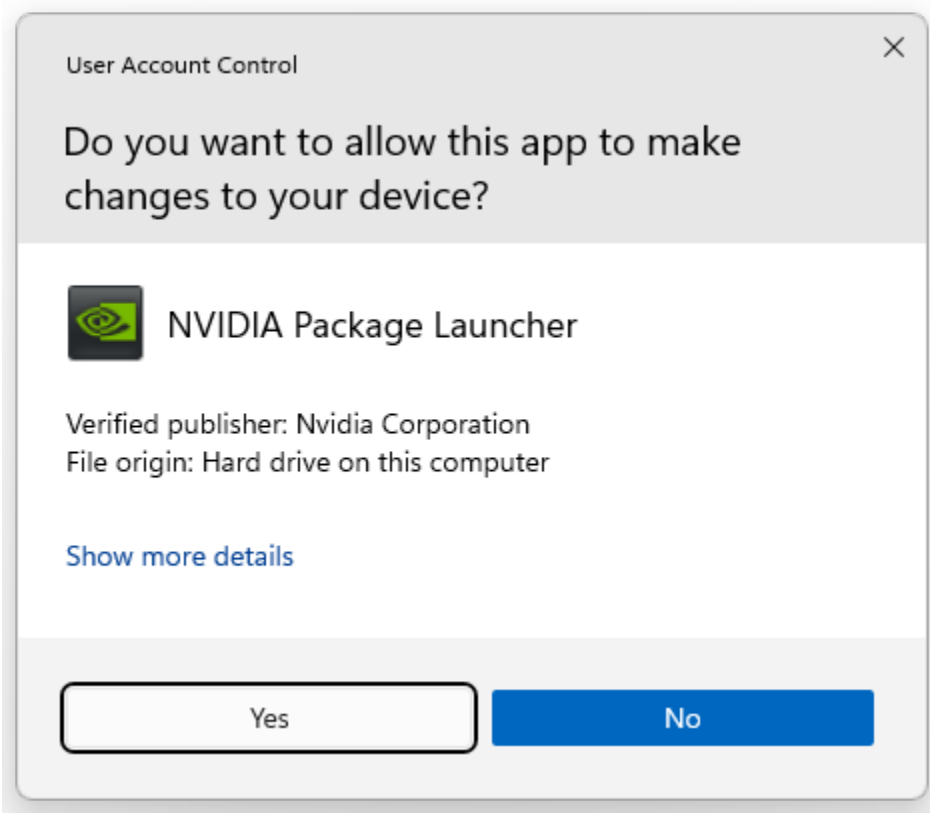 User Account Control
Do you want to allow this app to make
changes to your device?
NVIDIA Package Launcher
Verified publisher: Nvidia Corporation
File origin: Hard drive on this computer
Show more details
Yes
No